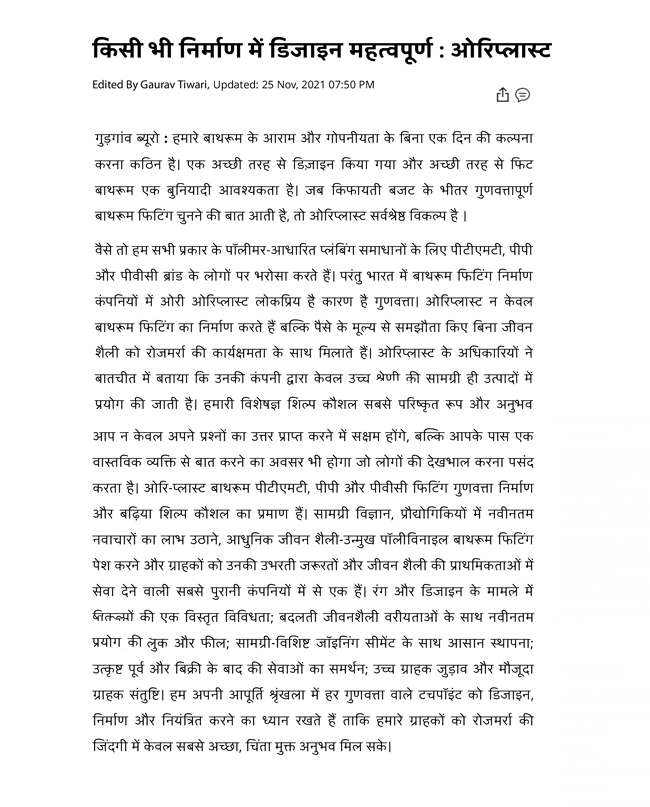 किसी भी निर्माण में डिजाइन महत्वपूर्ण : ओरिप्लास्ट
Edited By Gaurav Tiwari, Updated: 25 Nov, 2021 07:50 PM
गुड़गांव ब्यूरो : हमारे बाथरूम के आराम और गोपनीयता के बिना एक दिन की कल्पना
करना कठिन है। एक अच्छी तरह से डिज़ाइन किया गया और अच्छी तरह से फिट
बाथरूम एक बुनियादी आवश्यकता है। जब किफायती बजट के भीतर गुणवत्तापूर्ण
बाथरूम फिटिंग चुनने की बात आती है, तो ओरिप्लास्ट सर्वश्रेष्ठ विकल्प है ।
वैसे तो हम सभी प्रकार के पॉलीमर-आधारित प्लंबिंग समाधानों के लिए पीटीएमटी, पीपी
और पीवीसी ब्रांड के लोगों पर भरोसा करते हैं। परंतु भारत में बाथरूम फिटिंग निर्माण
कंपनियों में ओरी ओरिप्लास्ट लोकप्रिय है कारण है गुणवत्ता। ओरिप्लास्ट न केवल
बाथरूम फिटिंग का निर्माण करते हैं बल्कि पैसे के मूल्य से समझौता किए बिना जीवन
शैली को रोजमर्रा की कार्यक्षमता के साथ मिलाते हैं। ओरिप्लास्ट के अधिकारियों ने
बातचीत में बताया कि उनकी कंपनी द्वारा केवल उच्च श्रेणी की सामग्री ही उत्पादों में
प्रयोग की जाती है। हमारी विशेषज्ञ शिल्प कौशल सबसे परिष्कृत रूप और अनुभव
आप न केवल अपने प्रश्नों का उत्तर प्राप्त करने में सक्षम होंगे, बल्कि आपके पास एक
वास्तविक व्यक्ति से बात करने का अवसर भी होगा जो लोगों की देखभाल करना पसंद
करता है। ओरि-प्लास्ट बाथरूम पीटीएमटी, पीपी और पीवीसी फिटिंग गुणवत्ता निर्माण
और बढ़िया शिल्प कौशल का प्रमाण हैं। सामग्री विज्ञान, प्रौद्योगिकियों में नवीनतम
नवाचारों का लाभ उठाने, आधुनिक जीवन शैली-उन्मुख पॉलीविनाइल बाथरूम फिटिंग
पेश करने और ग्राहकों को उनकी उभरती जरूरतों और जीवन शैली की प्राथमिकताओं में
सेवा देने वाली सबसे पुरानी कंपनियों में से एक हैं। रंग और डिजाइन के मामले में
की एक विस्तृत विविधता; बदलती जीवनशैली वरीयताओं के साथ नवीनतम
प्रयोग की लुक और फील; सामग्री-विशिष्ट जॉइनिंग सीमेंट के साथ आसान स्थापना;
उत्कृष्ट पूर्व और बिक्री के बाद की सेवाओं का समर्थन; उच्च ग्राहक जुड़ाव और मौजूदा
ग्राहक संतुष्टि। हम अपनी आपूर्ति श्रृंखला में हर गुणवत्ता वाले टचपॉइंट को डिजाइन,
निर्माण और नियंत्रित करने का ध्यान रखते हैं ताकि हमारे ग्राहकों को रोजमर्रा की
जिंदगी में केवल सबसे अच्छा, चिंता मुक्त अनुभव मिल सके।